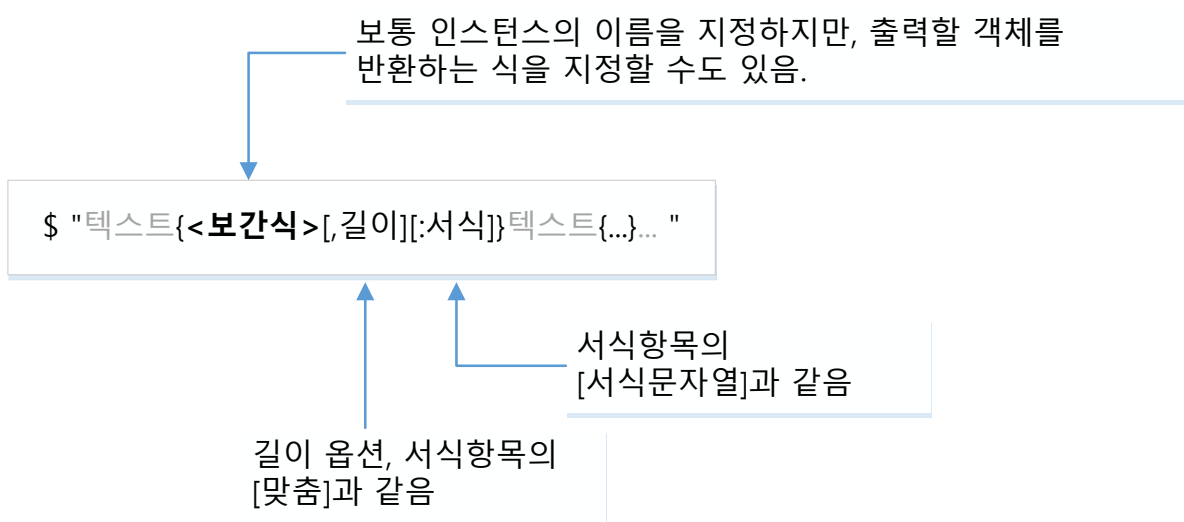 보통 인스턴스의 이름을 지정하지만, 출력할 객체를
반환하는 식을 지정할 수도 있음.
$ "텍스트{<보간식>[,길이][:서식]}텍스트{...}... "
서식항목의
[서식문자열]과 같음
길이 옵션, 서식항목의
[맞춤]과 같음